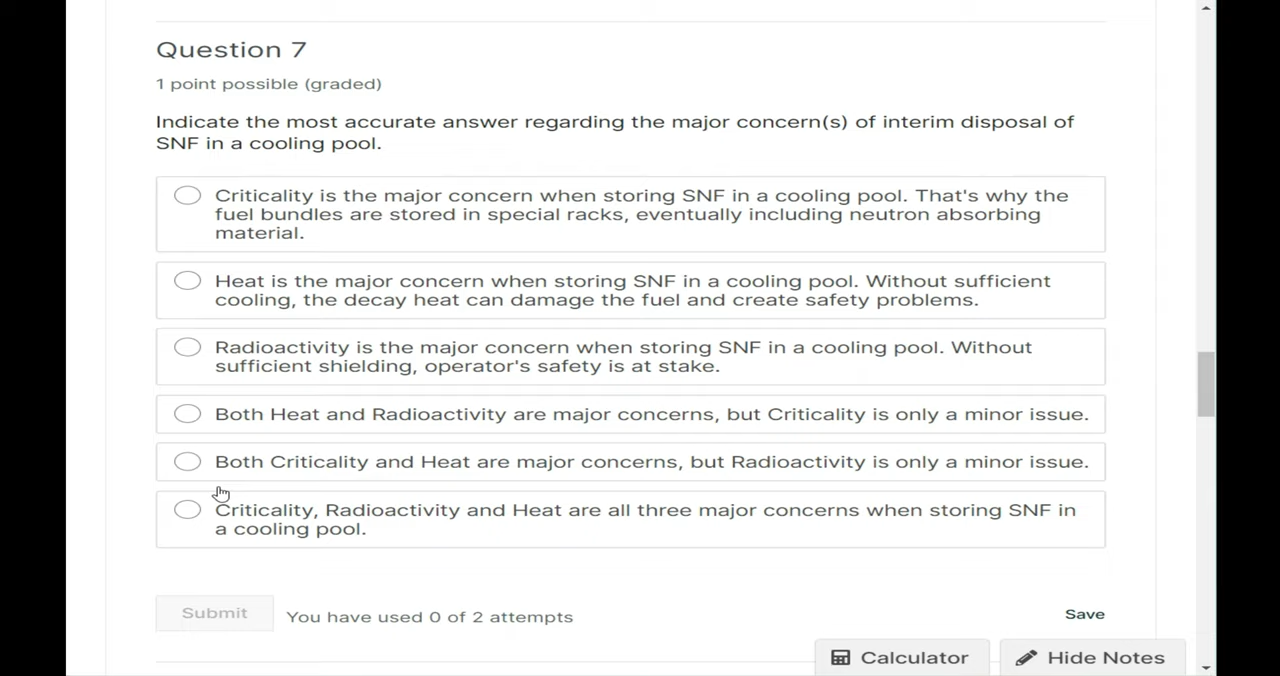 Question 7
1 point possible (graded)
Indicate the most accurate answer regarding the major concern(s) of interim disposal of
SNF in a cooling pool.
Criticality is the major concern when storing SNF in a cooling pool. That's why the
fuel bundles are stored in special racks, eventually including neutron absorbing
material.
Heat is the major concern when storing SNF in a cooling pool. Without sufficient
cooling, the decay heat can damage the fuel and create safety problems.
Radioactivity is the major concern when storing SNF in a cooling pool. Without
sufficient shielding, operator's safety is at stake.
Both Heat and Radioactivity are major concerns, but Criticality is only a minor issue.
Both Criticality and Heat are major concerns, but Radioactivity is only a minor issue.
Criticality, Radioactivity and Heat are all three major concerns when storing SNF in
a cooling pool.
Submit You have used 0 of 2 attempts Save
Calculator Hide Notes